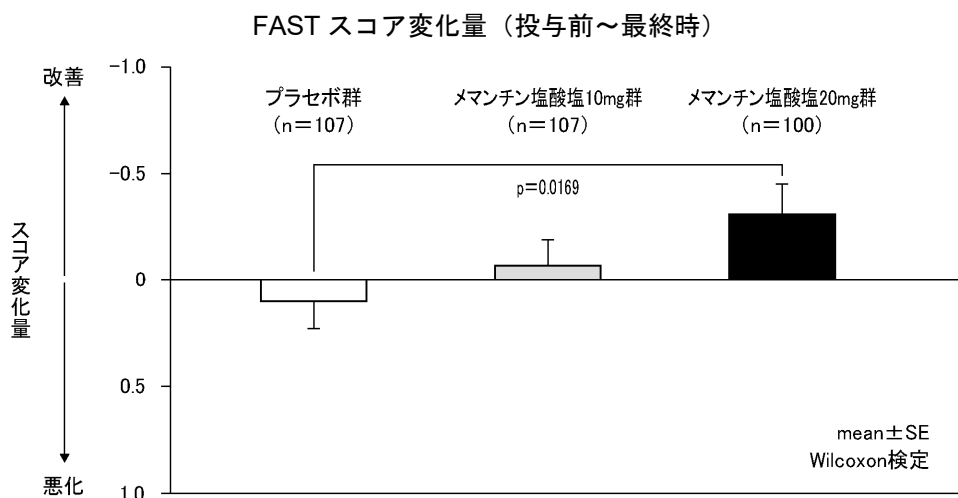 FAST スコア変化量（投与前～最終時）
改善
悪化
スコア変化量
-1.0
-0.5
0
0.5
1.0
プラセボ群
（n＝107）
メマンチン塩酸塩10mg群
（n＝107）
メマンチン塩酸塩20mg群
（n＝100）
p＝0.0169
mean±SE
Wilcoxon検定